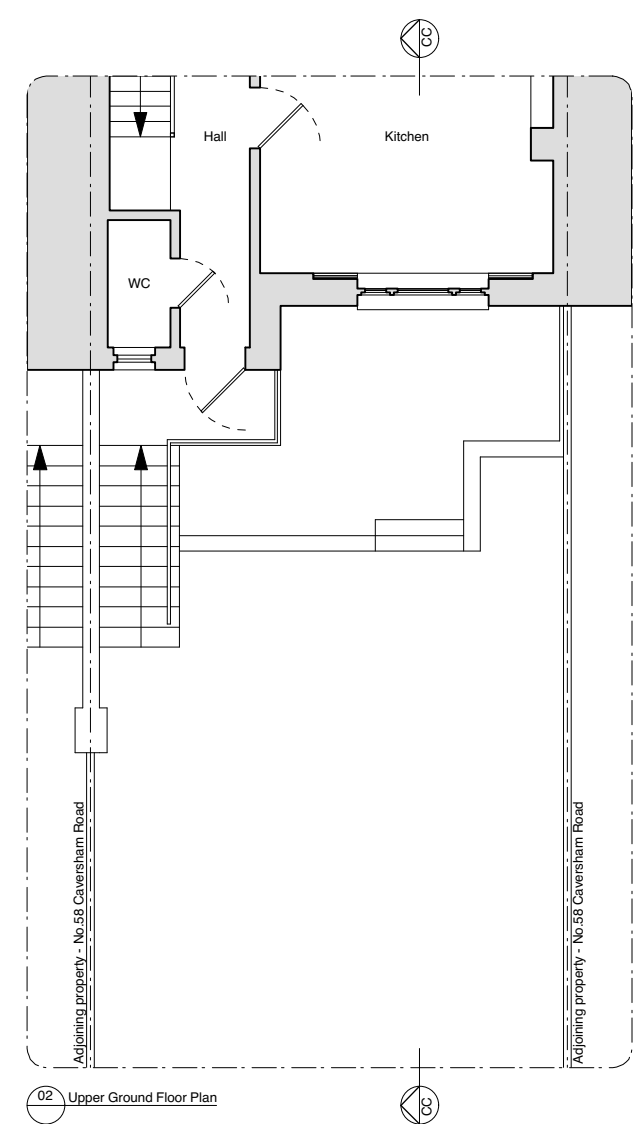 CC
Hall
Kitchen
WC
Adjoining property - No.58 Caversham Road
Adjoining property - No.58 Caversham Road
02 Upper Ground Floor Plan
CC